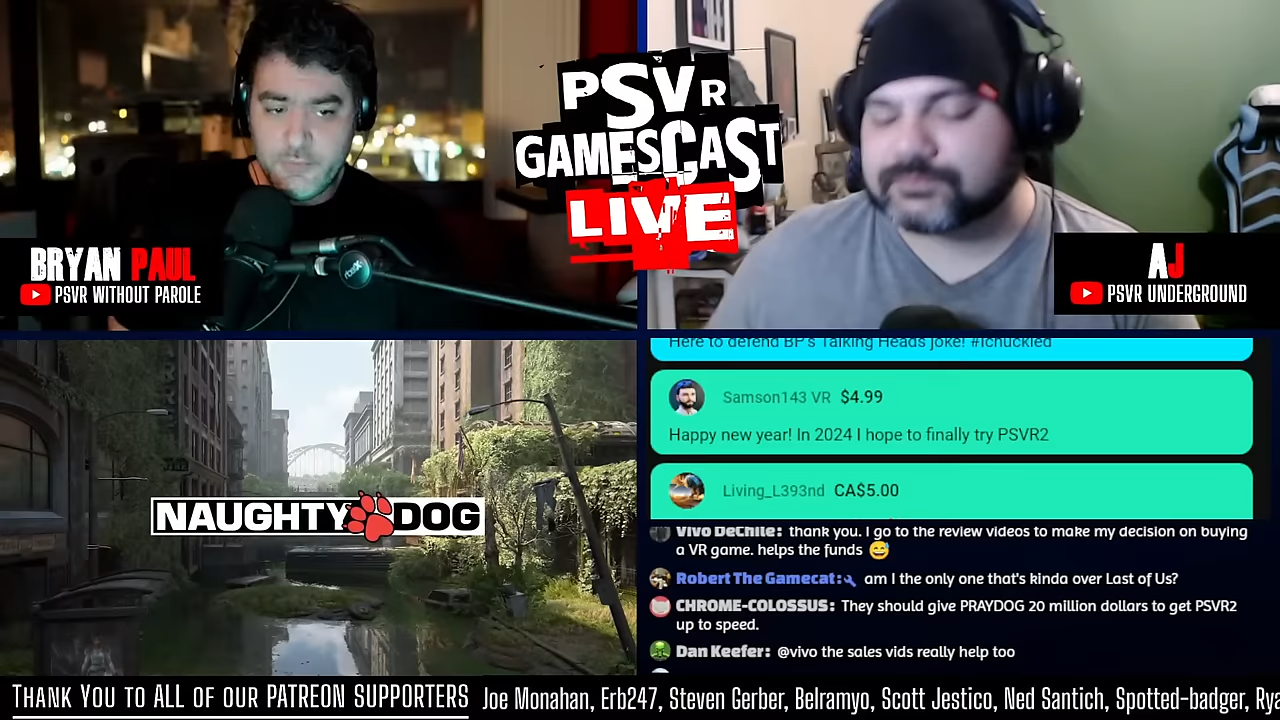 PSVR
GAMESCAST
LIVE
BRYAN PAUL
PSVR WITHOUT PAROLE
AJ
PSVR UNDERGROUND
Here to defend BP's Talking Heads joke! #Ichuckled
Samson143 VR $4.99
Happy new year! In 2024 I hope to finally try PSVR2
Living_L393nd CA$5.00
NAUGHTY DOG
Vivo DeChile: thank you. I go to the review videos to make my decision on buying
a VR game. helps the funds
Robert The Gamecat: am I the only one that's kinda over Last of Us?
CHROME-COLOSSUS: They should give PRAYDOG 20 million dollars to get PSVR2
up to speed.
Dan Keefer: @vivo the sales vids really help too
THANK YOU TO ALL OF OUR PATREON SUPPORTERS Joe Monahan, Erb247, Steven Gerber, Belramyo, Scott Jestico, Ned Santich, Spotted-badger, Rya